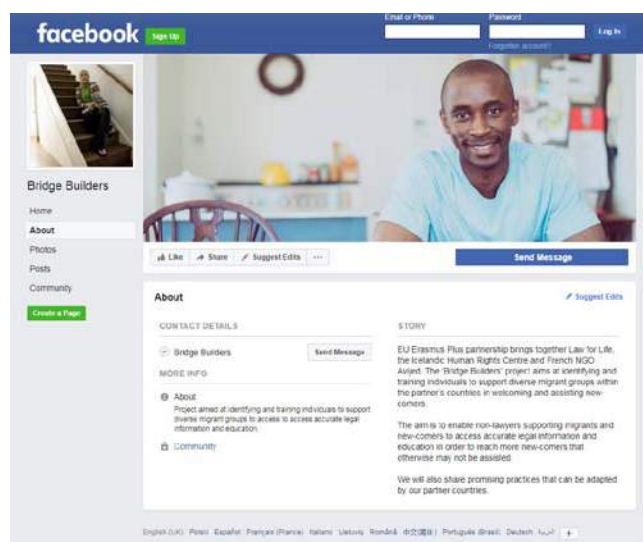 facebook
Sign Up
Email or Phone
Password
Log In
Forgotten account?
Bridge Builders
Home
About
Photos
Posts
Community
Create a Page
Like
Share
Suggest Edits
Send Message
About
Suggest Edits
CONTACT DETAILS
Bridge Builders
Send Message
MORE INFO
About
Project aimed at identifying and training individuals to support
diverse migrant groups to access to access accurate legal
information and education.
Community
STORY
EU Erasmus Plus partnership brings together Law for Life,
the Icelandic Human Rights Centre and French NGO
Avijed. The 'Bridge Builders' project aims at identifying and
training individuals to support diverse migrant groups within
the partner's countries in welcoming and assisting new-
comers.
The aim is to enable non-lawyers supporting migrants and
new-comers to access accurate legal information and
education in order to reach more new-comers that
otherwise may not be assisted.
We will also share promising practices that can be adapted
by our partner countries.
English (UK) Polski Español Français (France) Italiano Lietuvių Română Português (Brasil) Deutsch العربية